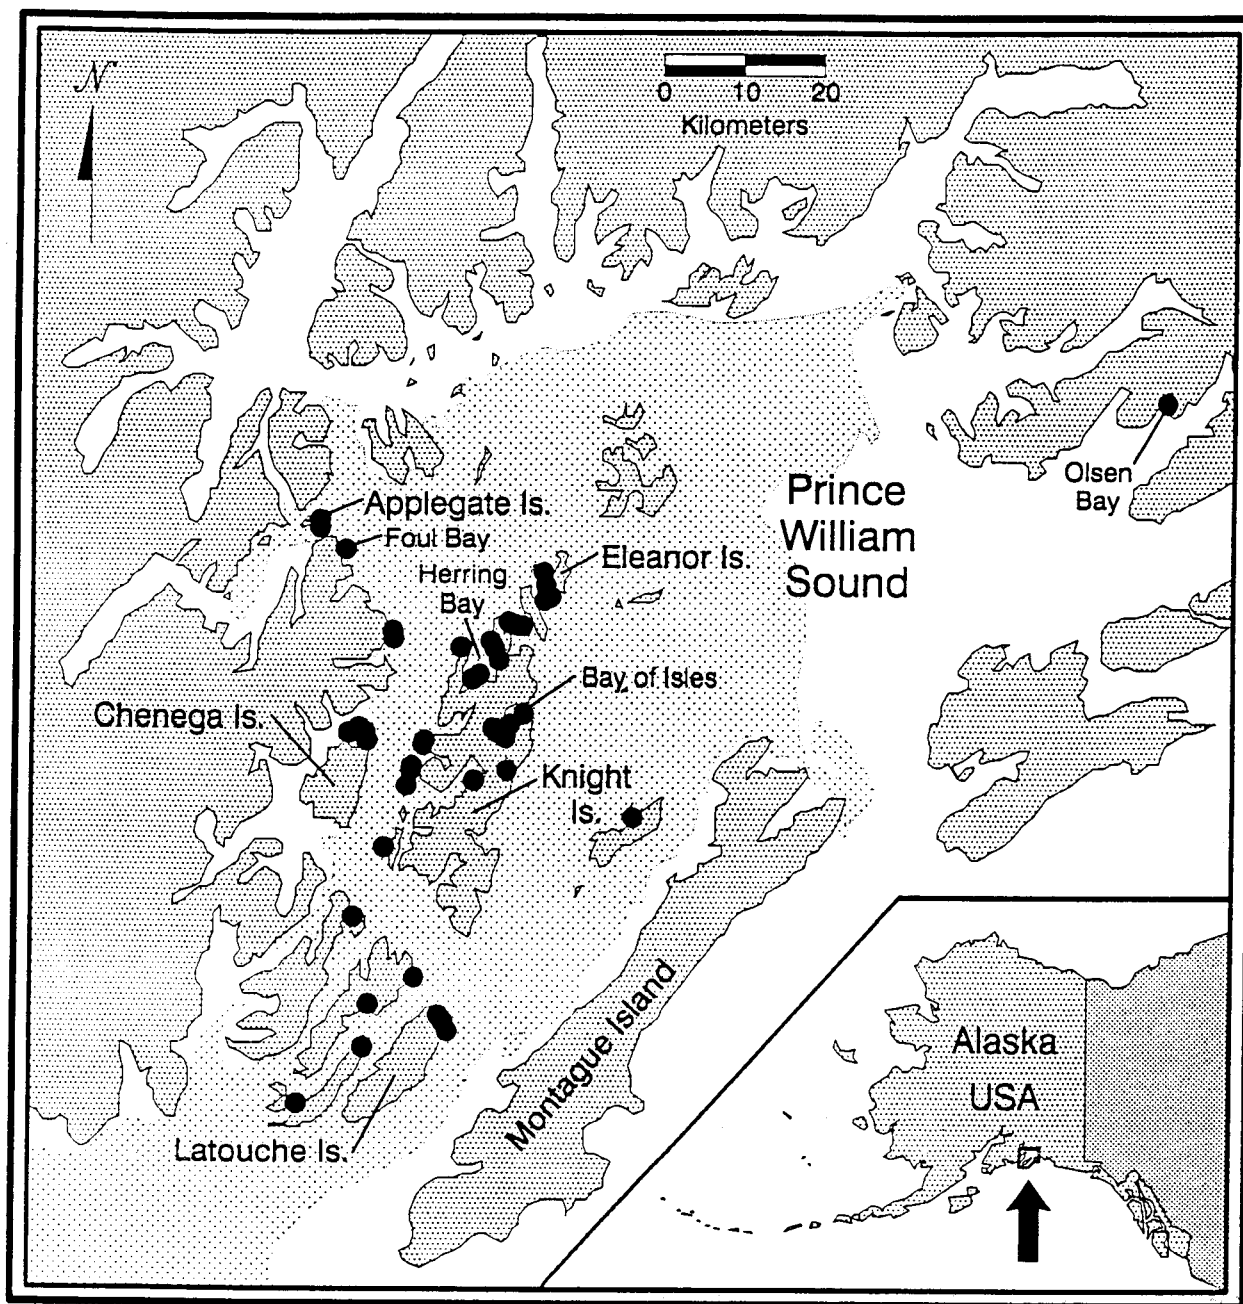 N
0 10 20
Kilometers
Olsen
Bay
Prince
William
Sound
Applegate Is.
Foul Bay
Eleanor Is.
Herring
Bay
Bay of Isles
Chenega Is.
Knight
Is.
Montague Island
Latouche Is.
Alaska
USA